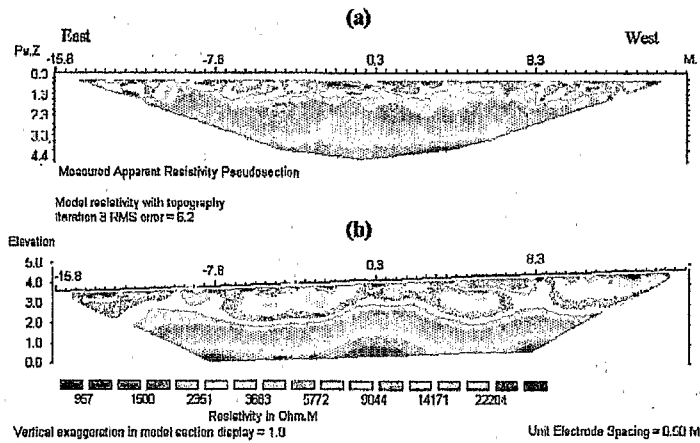 (a)
East West
Ps.Z -15.8 -7.8 0.3 8.3 M.
0.3
1.3
2.3
3.3
4.4
Measured Apparent Resistivity Pseudosection
Model resistivity with topography
Iteration 3 RMS error = 6.2
(b)
Elevation
5.0 -15.8 -7.8 0.3 8.3
4.0
3.0
2.0
1.0
0.0
957 1500 2351 3683 5772 9044 14171 22204
Resistivity in Ohm.M
Vertical exaggeration in model section display = 1.0 Unit Electrode Spacing = 0.50 M